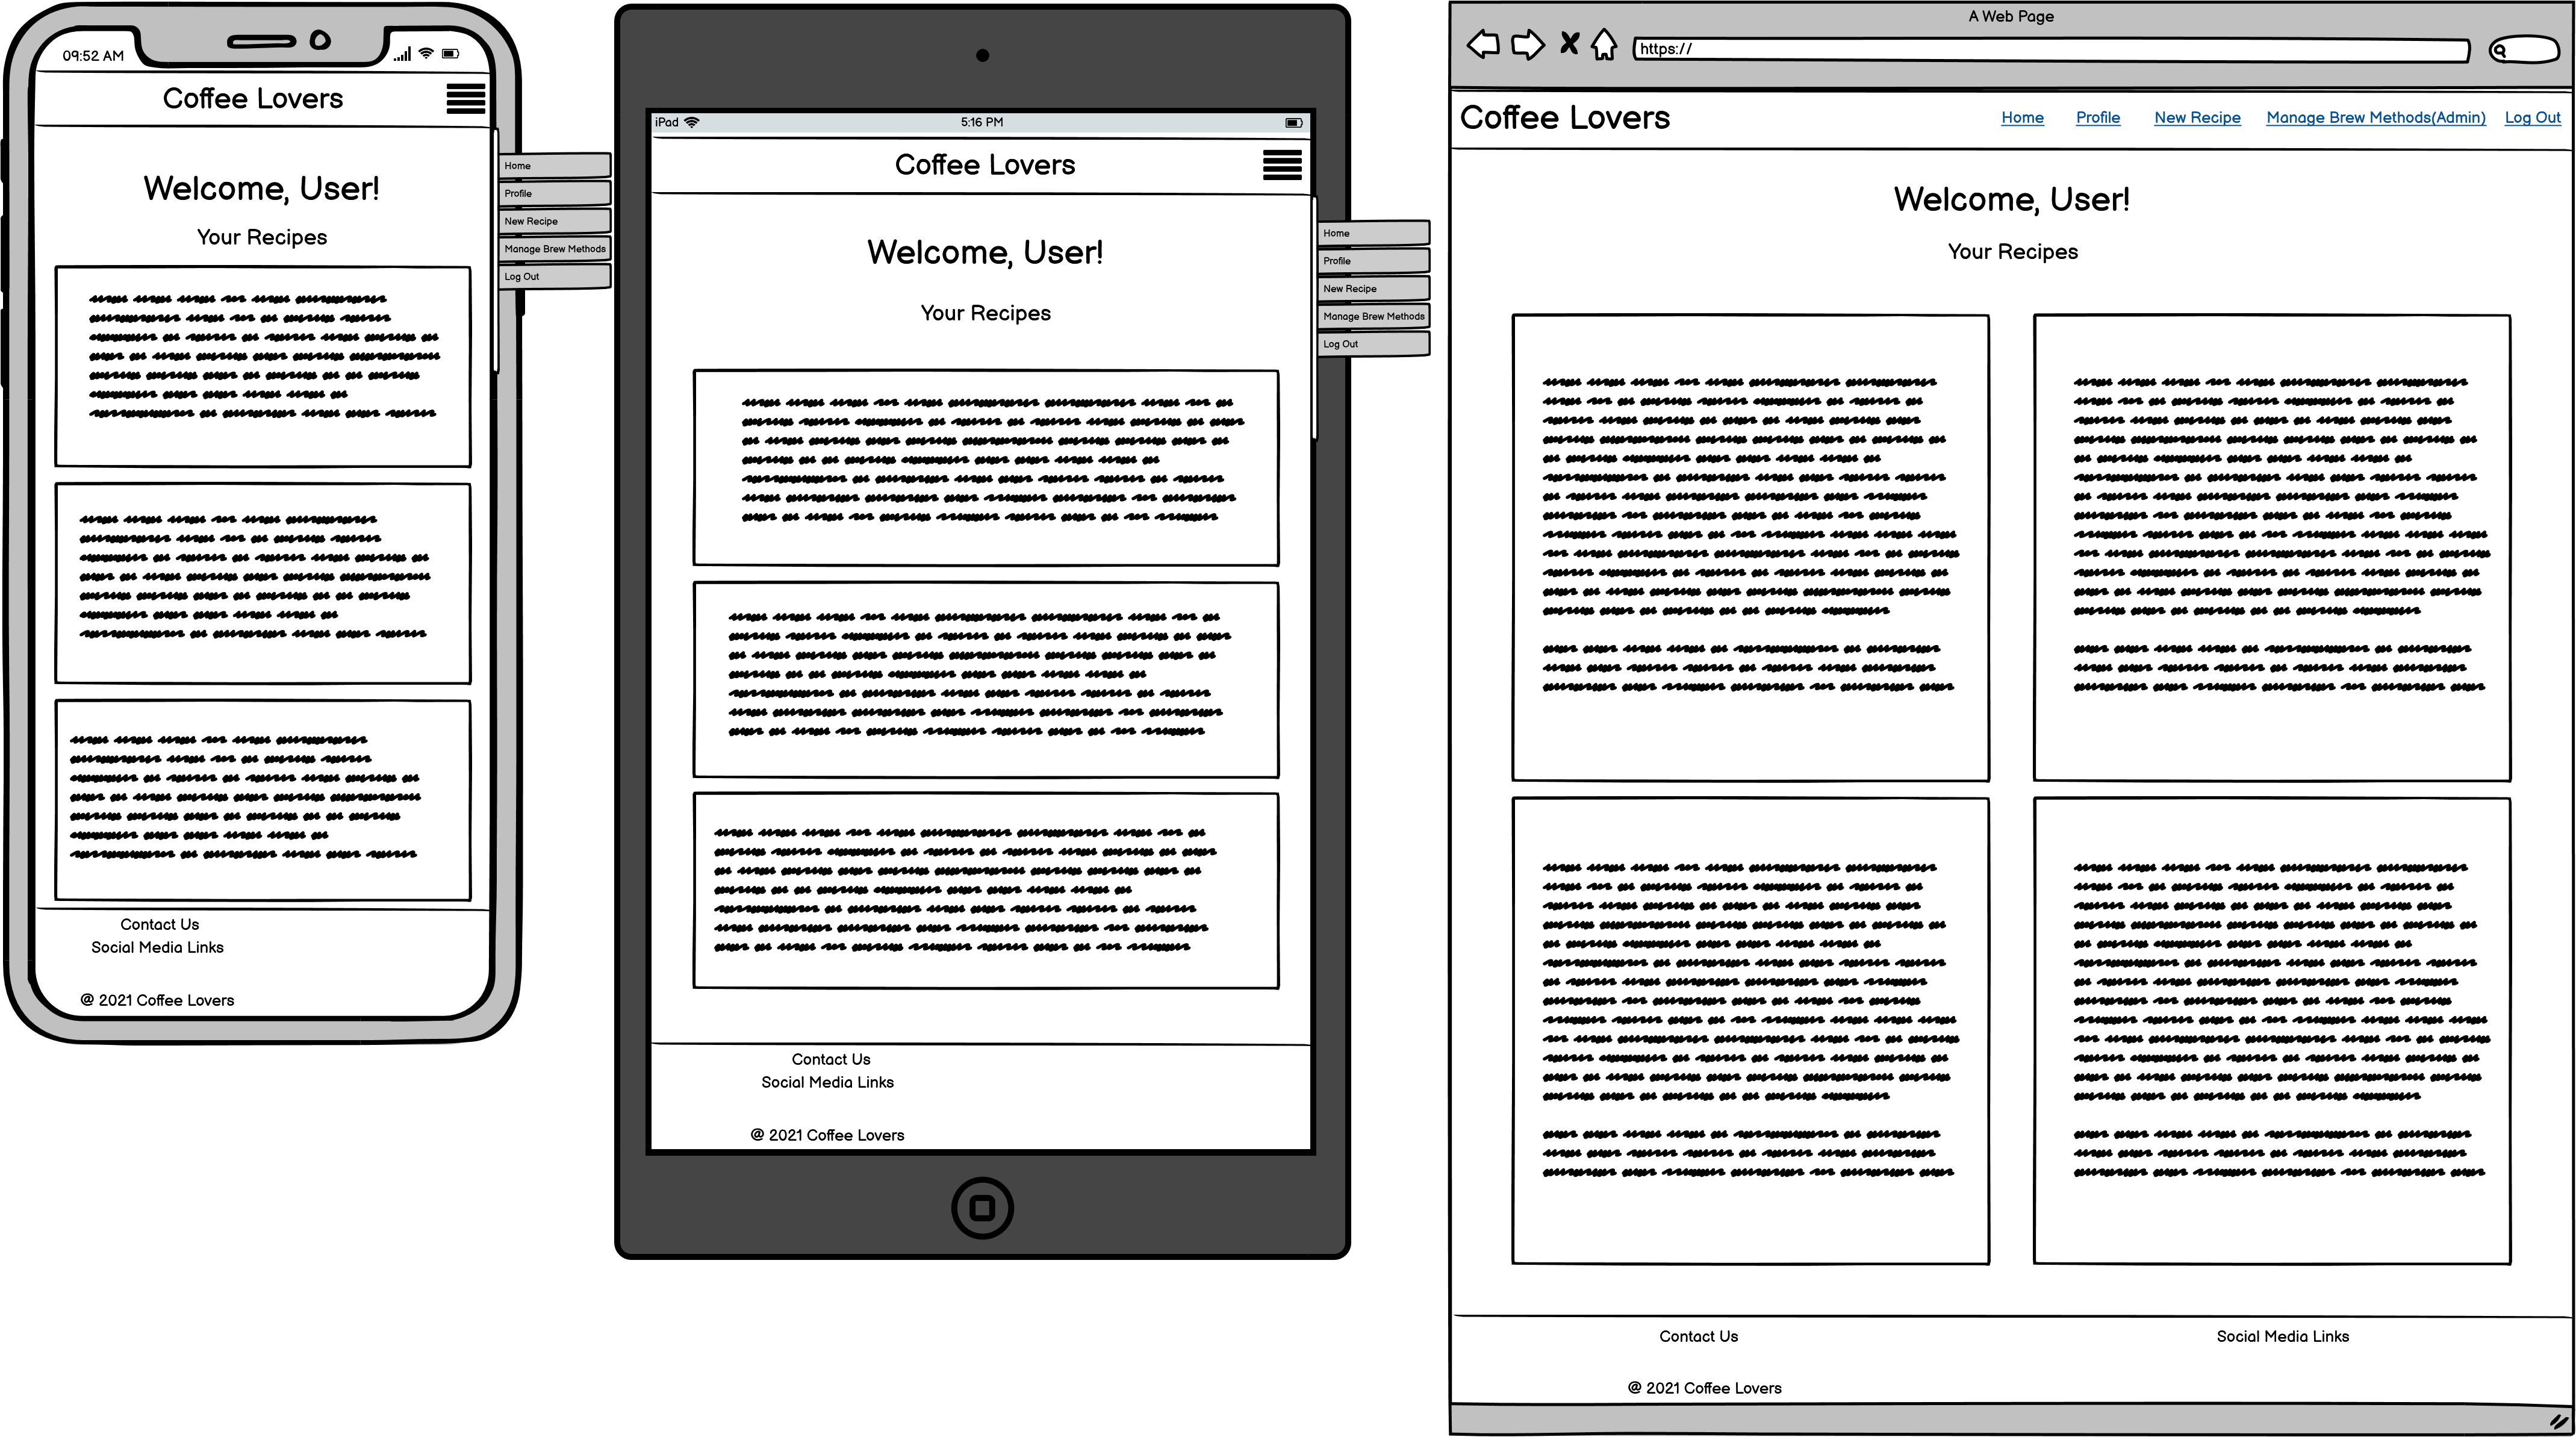 09:52 AM
Coffee Lovers
Home
Profile
New Recipe
Manage Brew Methods
Log Out
Welcome, User!
Your Recipes
Contact Us
Social Media Links
@ 2021 Coffee Lovers
iPad
5:16 PM
Coffee Lovers
Home
Profile
New Recipe
Manage Brew Methods
Log Out
Welcome, User!
Your Recipes
Contact Us
Social Media Links
@ 2021 Coffee Lovers
A Web Page
https://
Coffee Lovers Home Profile New Recipe Manage Brew Methods(Admin) Log Out
Welcome, User!
Your Recipes
Contact Us Social Media Links
@ 2021 Coffee Lovers